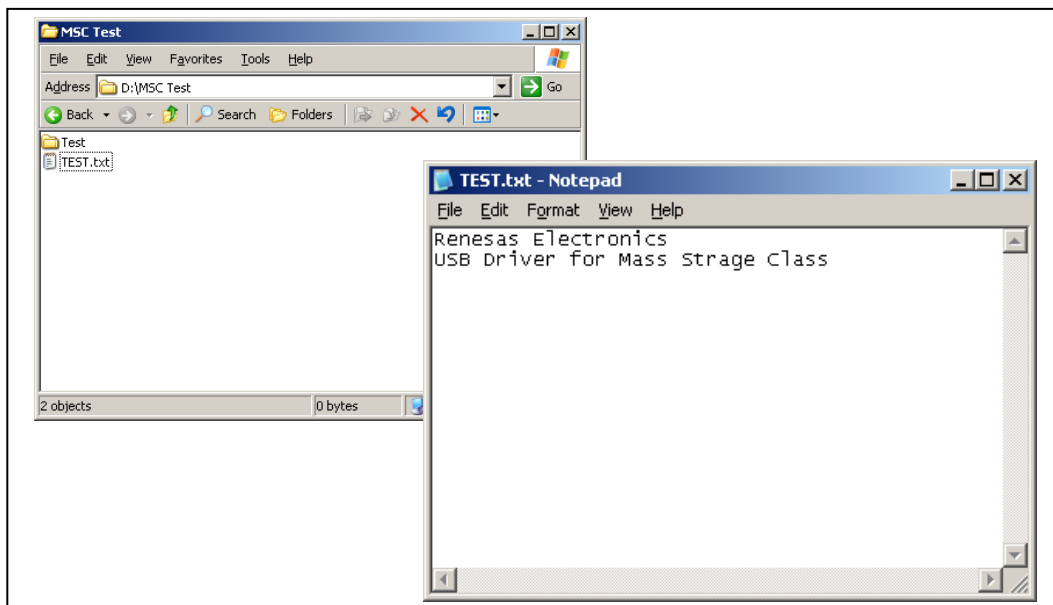 MSC Test
File Edit View Favorites Tools Help
Address D:\MSC Test Go
Back Search Folders
Test
TEST.txt
2 objects 0 bytes
TEST.txt - Notepad
File Edit Format View Help
Renesas Electronics
USB Driver for Mass Strage Class